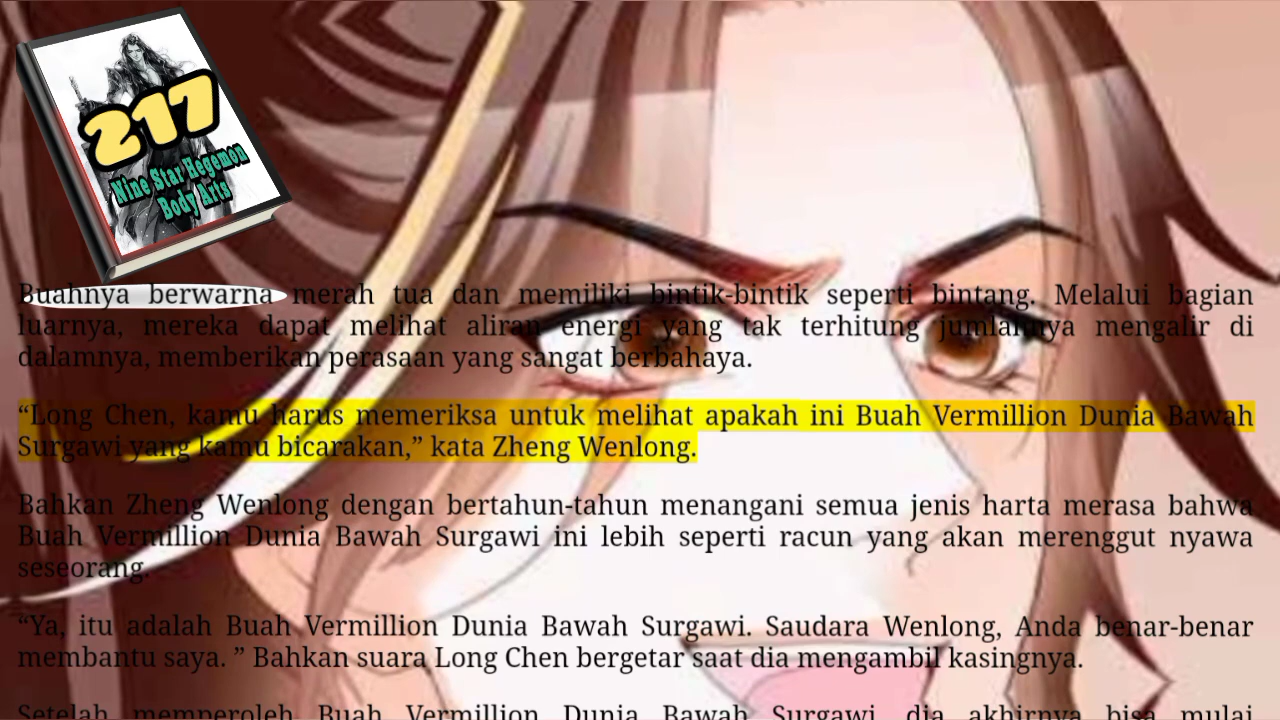 217
Nine Star Hegemon
Body Arts
Buahnya berwarna merah tua dan memiliki bintik-bintik seperti bintang. Melalui bagian
luarnya, mereka dapat melihat aliran energi yang tak terhitung jumlahnya mengalir di
dalamnya, memberikan perasaan yang sangat berbahaya.
“Long Chen, kamu harus memeriksa untuk melihat apakah ini Buah Vermillion Dunia Bawah
Surgawi yang kamu bicarakan,” kata Zheng Wenlong.
Bahkan Zheng Wenlong dengan bertahun-tahun menangani semua jenis harta merasa bahwa
Buah Vermillion Dunia Bawah Surgawi ini lebih seperti racun yang akan merenggut nyawa
seseorang.
“Ya, itu adalah Buah Vermillion Dunia Bawah Surgawi. Saudara Wenlong, Anda benar-benar
membantu saya. ” Bahkan suara Long Chen bergetar saat dia mengambil kasingnya.
Setelah memperoleh Buah Vermillion Dunia Bawah Surgawi, dia akhirnya bisa mulai